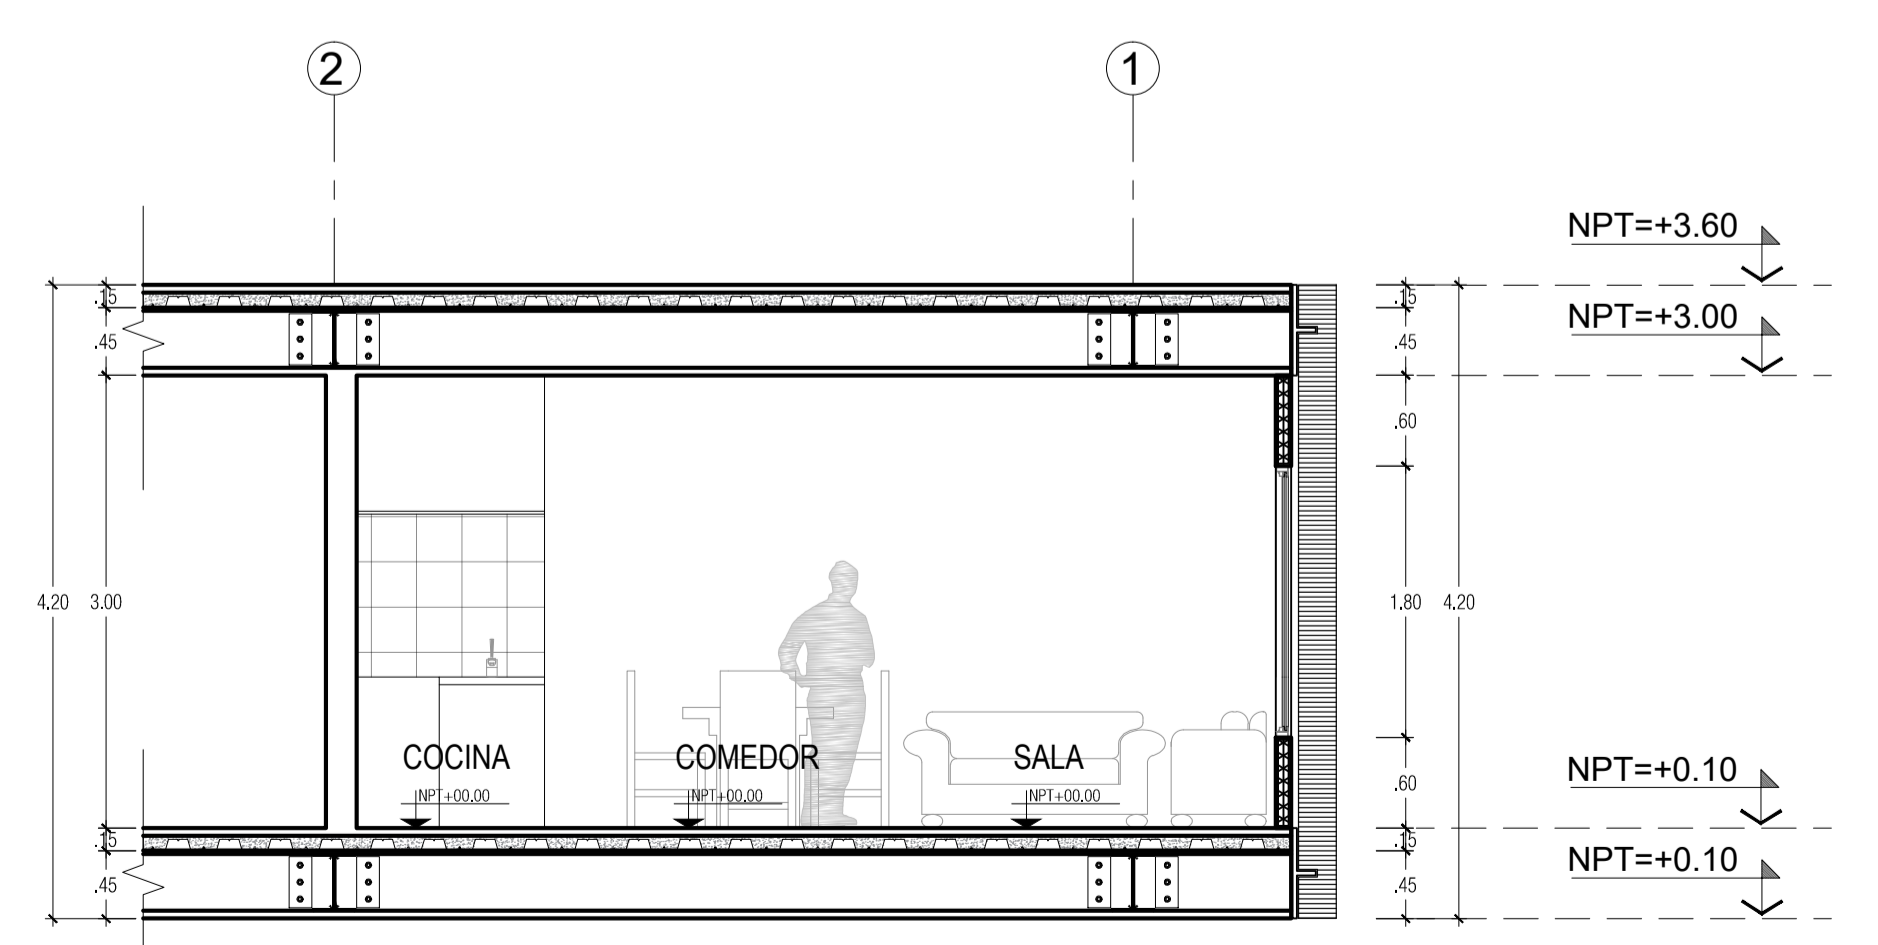 2
1
NPT=+3.60
.15
.15
NPT=+3.00
.45
.45
.60
4.20
3.00
1.80
4.20
COCINA
COMEDOR
SALA
NPT=+0.10
.60
NPT+00.00
NPT+00.00
NPT+00.00
.15
.15
NPT=+0.10
.45
.45